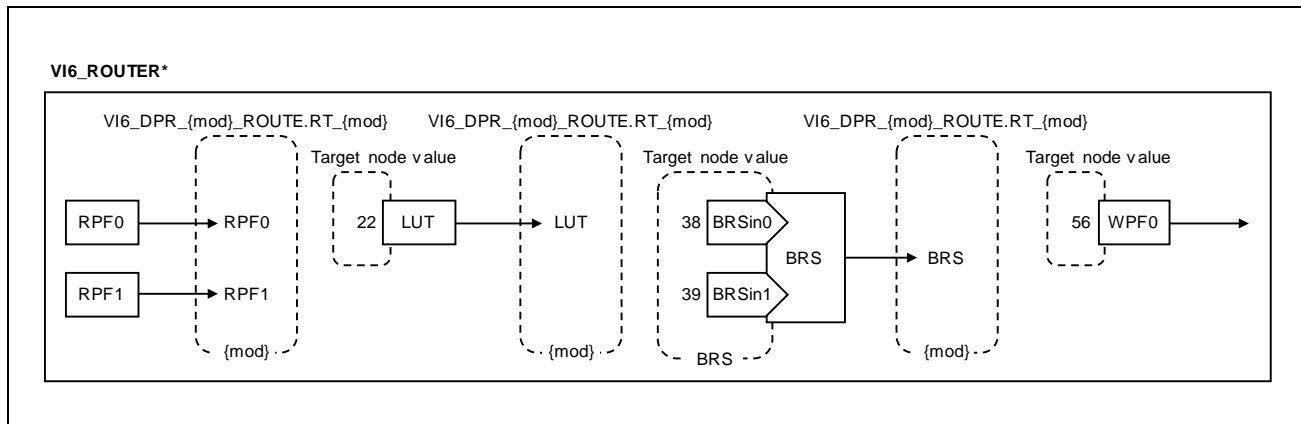 VI6_ROUTER*
VI6_DPR_{mod}_ROUTE.RT_{mod} VI6_DPR_{mod}_ROUTE.RT_{mod} VI6_DPR_{mod}_ROUTE.RT_{mod}
Target node value Target node value Target node value
RPF0 RPF0 22 LUT LUT 38 BRSin0 BRS BRS 56 WPF0
RPF1 RPF1 39 BRSin1
{mod} {mod} BRS {mod}